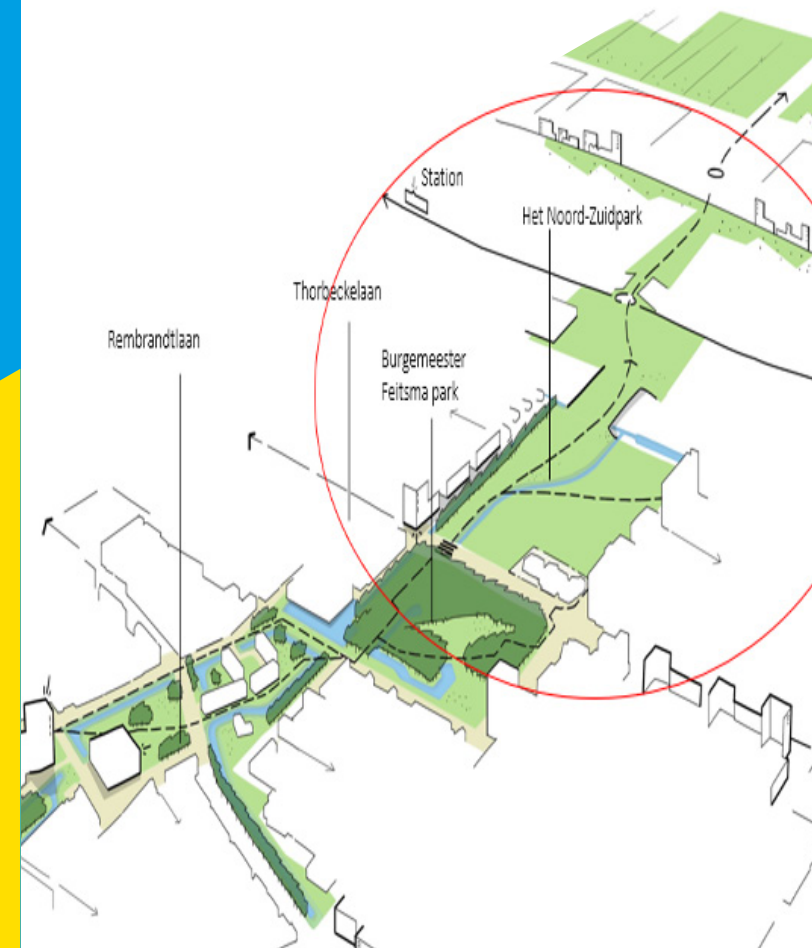 Station
Het Noord-Zuidpark
Thorbeckelaan
Rembrandtlaan
Burgemeester
Feitsma park